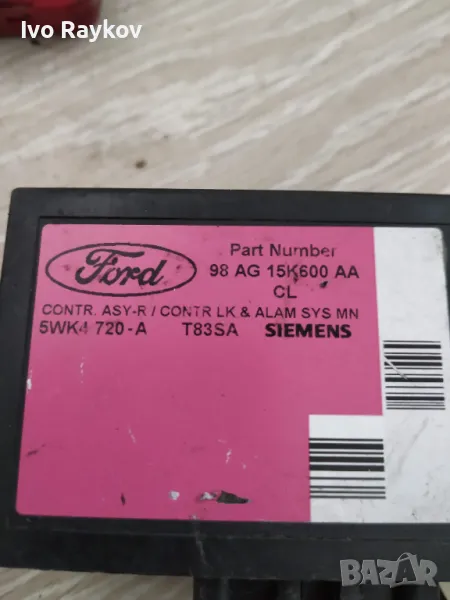 Ivo Raykov
Ford
Part Number
98 AG 15K600 AA
CL
CONTR. ASY-R / CONTR LK & ALAM SYS MN
5WK4 720-A T83SA SIEMENS
BAZAR